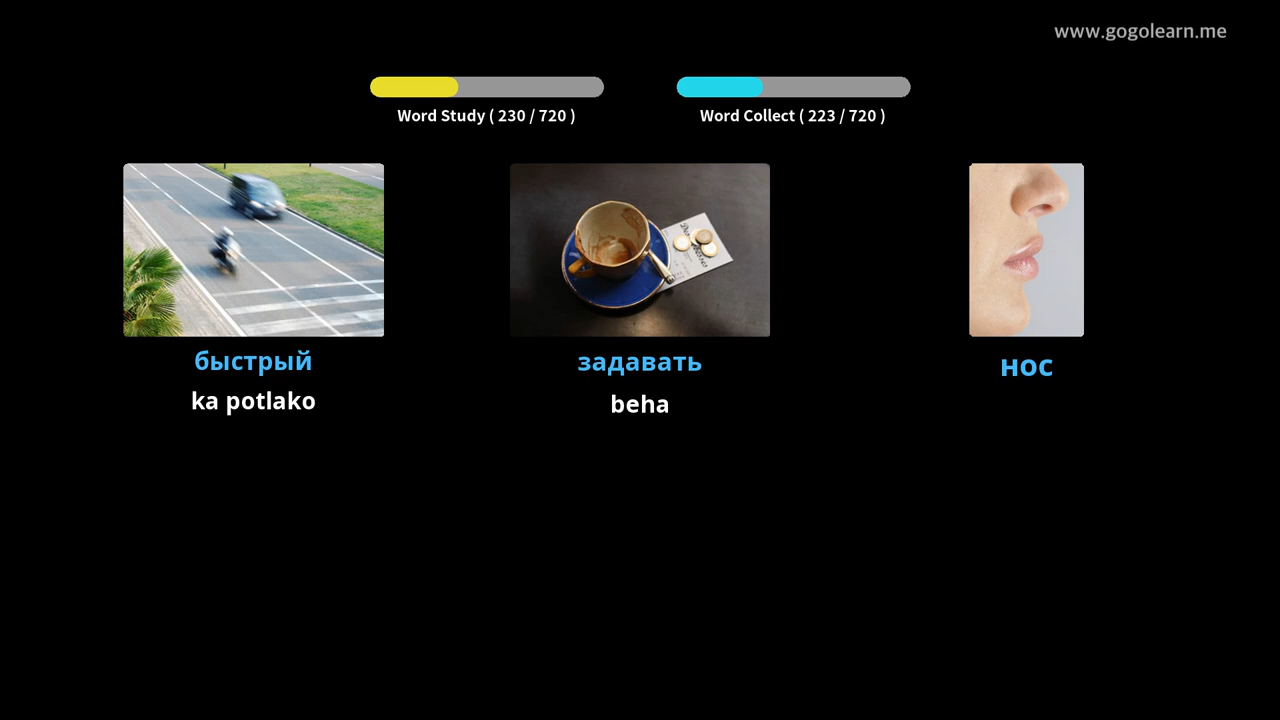 www.gogolearn.me
Word Study ( 230 / 720 )
Word Collect ( 223 / 720 )
быстрый
задавать
нос
ka potlako
beha